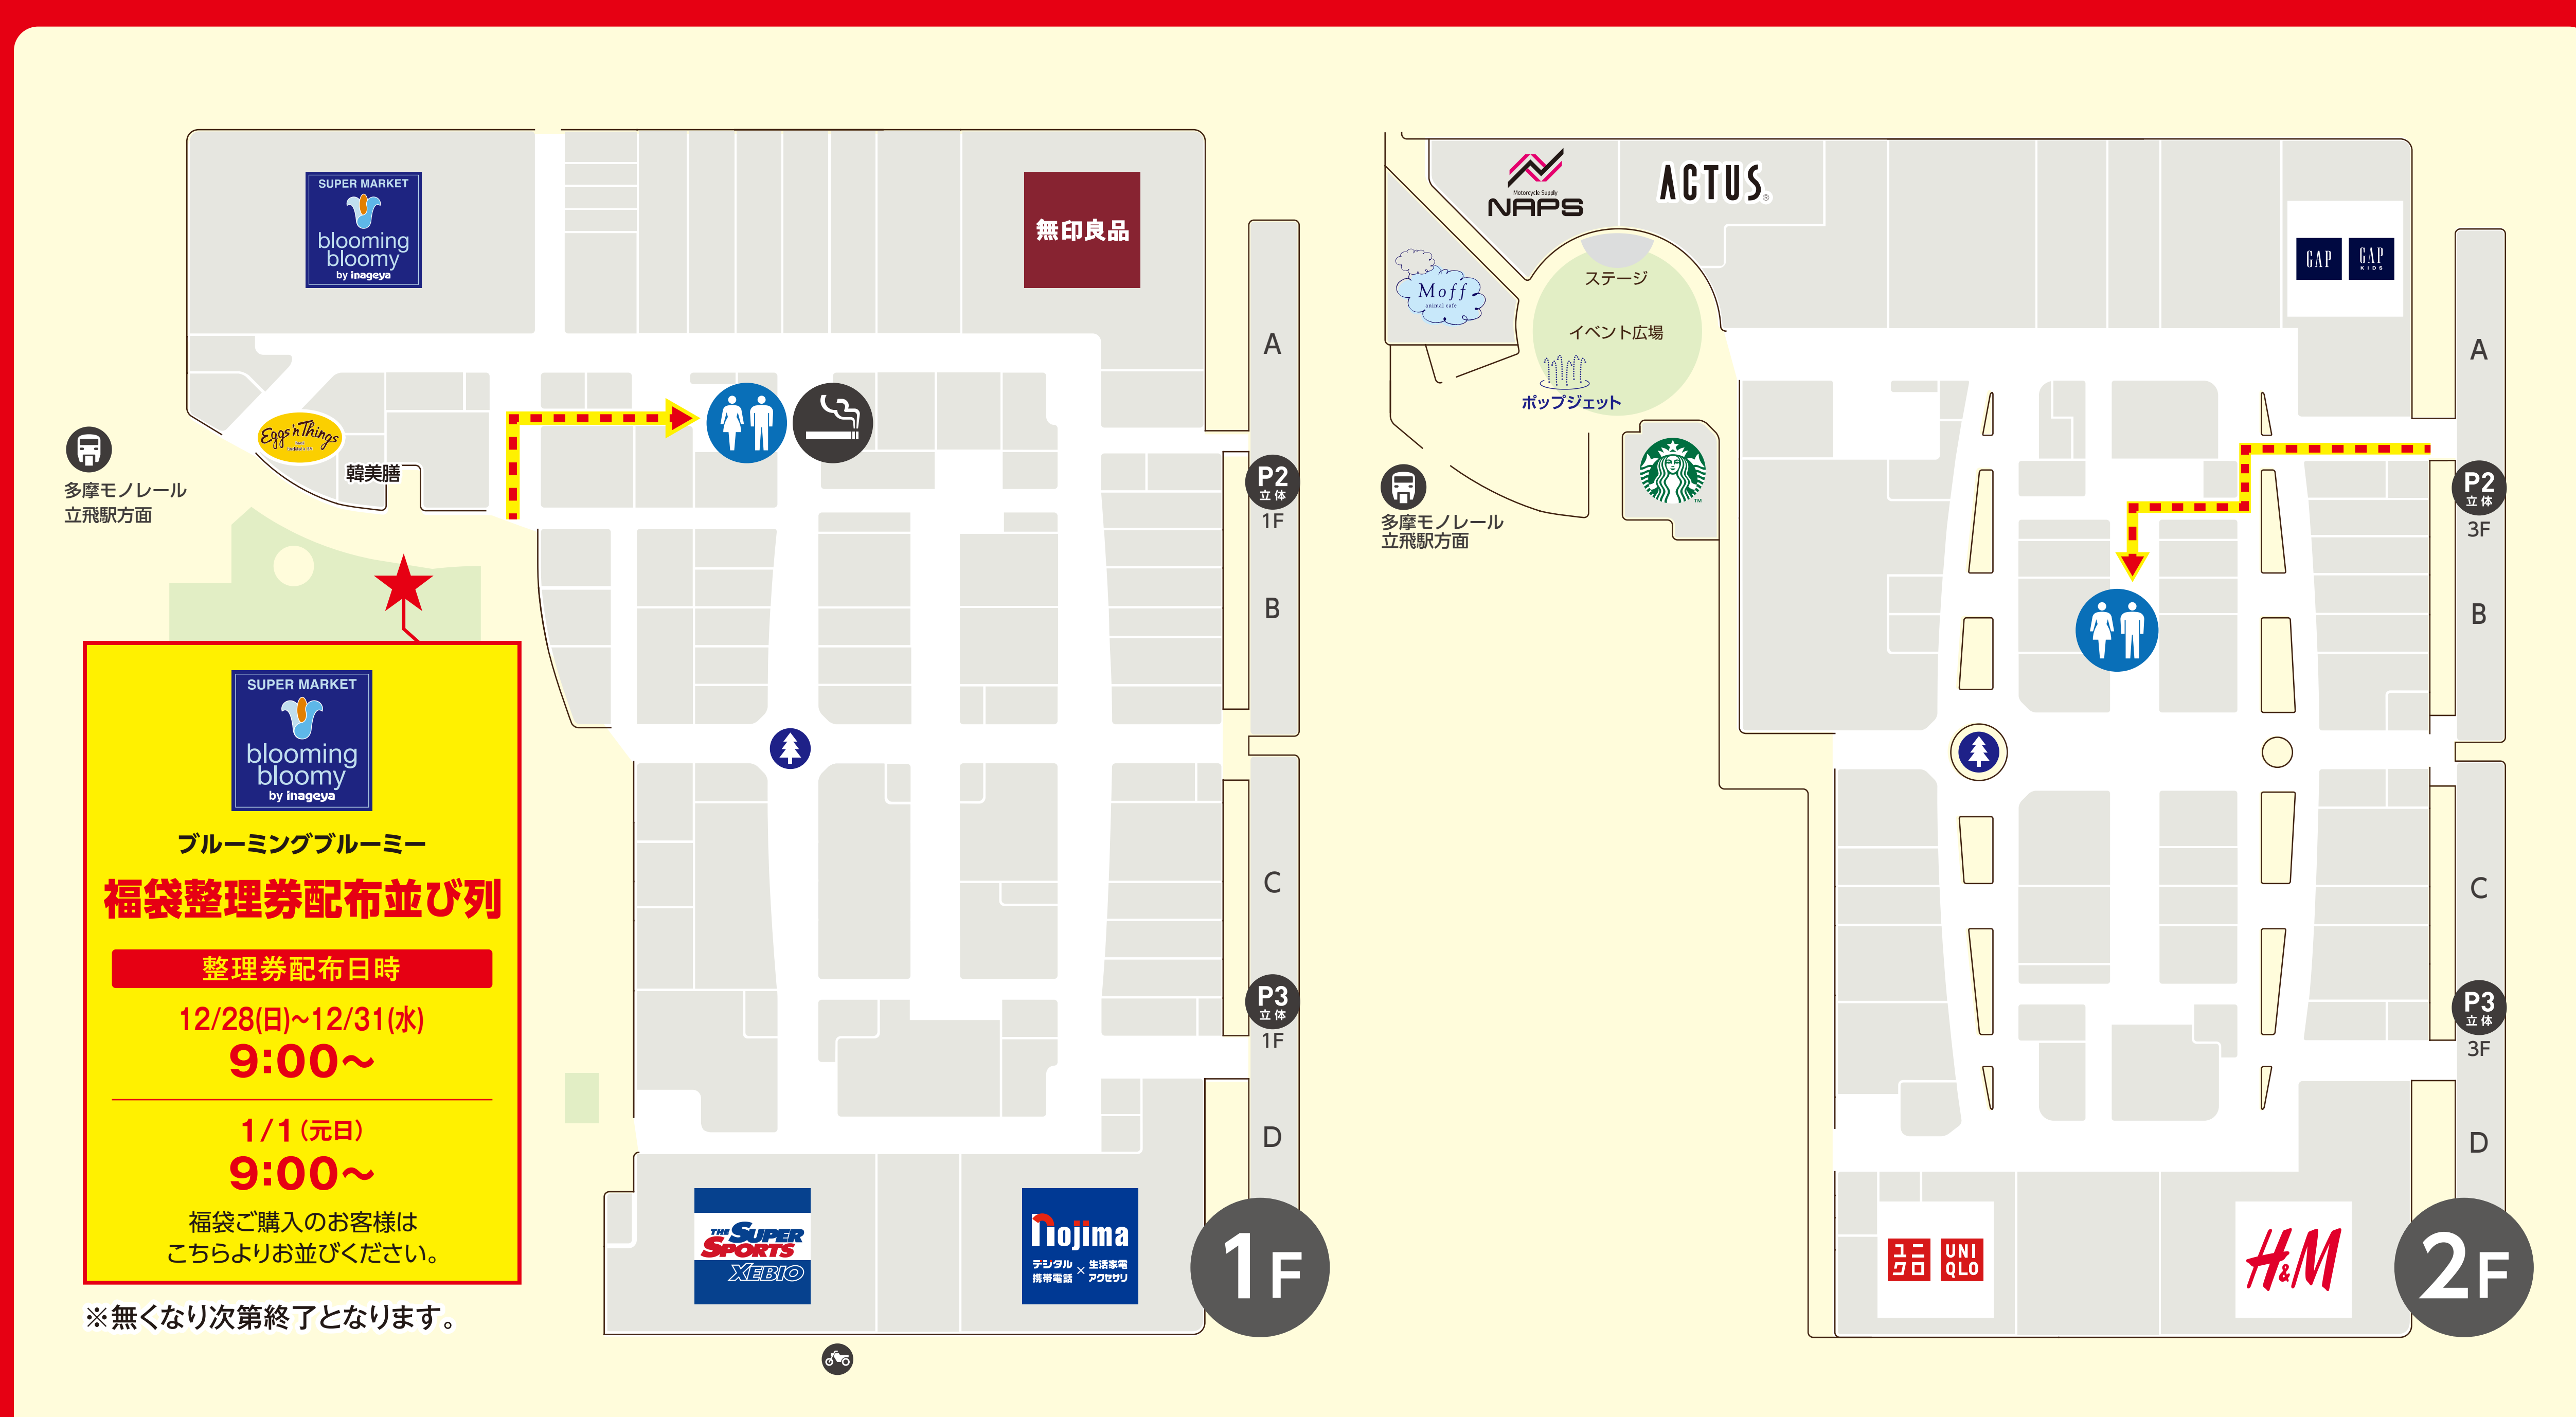 SUPER MARKET
blooming
bloomy
by inageya
無印良品
Eggs'n Things
韓美膳
多摩モノレール
立飛駅方面
A
P2
立体
1F
B
C
P3
立体
1F
D
SUPER MARKET
blooming
bloomy
by inageya
ブルーミングブルーミー
福袋整理券配布並び列
整理券配布日時
12/28(日)~12/31(水)
9:00~
1/1(元日)
9:00~
福袋ご購入のお客様は
こちらよりお並びください。
※無くなり次第終了となります。
THE SUPER
SPORTS
XEBIO
nojima
デジタル × 生活家電
携帯電話 アクセサリ
1F
Motorcycle Supply
NAPS
ACTUS®
GAP GAP
KIDS
Moff
animal cafe
ステージ
イベント広場
ポップジェット
TM
多摩モノレール
立飛駅方面
A
P2
立体
3F
B
C
P3
立体
3F
D
ユニ UNI
クロ QLO
H&M
2F